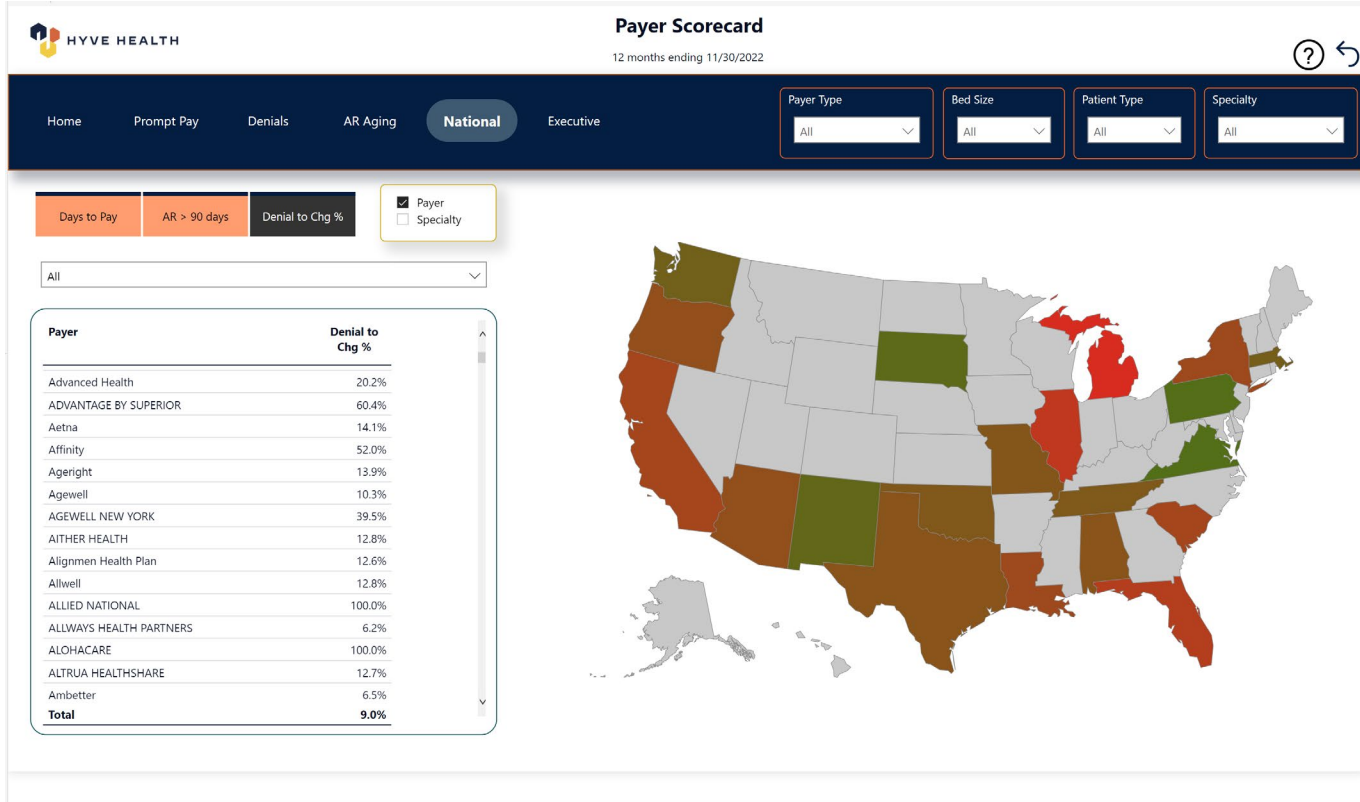 HYVE HEALTH
Payer Scorecard
12 months ending 11/30/2022
?
Home Prompt Pay Denials AR Aging National Executive
Payer Type Bed Size Patient Type Specialty
All All All All
Days to Pay AR > 90 days Denial to Chg %
Payer
Specialty
All
Payer Denial to
Chg %
Advanced Health 20.2%
ADVANTAGE BY SUPERIOR 60.4%
Aetna 14.1%
Affinity 52.0%
Ageright 13.9%
Agewell 10.3%
AGEWELL NEW YORK 39.5%
AITHER HEALTH 12.8%
Alignmen Health Plan 12.6%
Allwell 12.8%
ALLIED NATIONAL 100.0%
ALLWAYS HEALTH PARTNERS 6.2%
ALOHACARE 100.0%
ALTRUA HEALTHSHARE 12.7%
Ambetter 6.5%
Total 9.0%